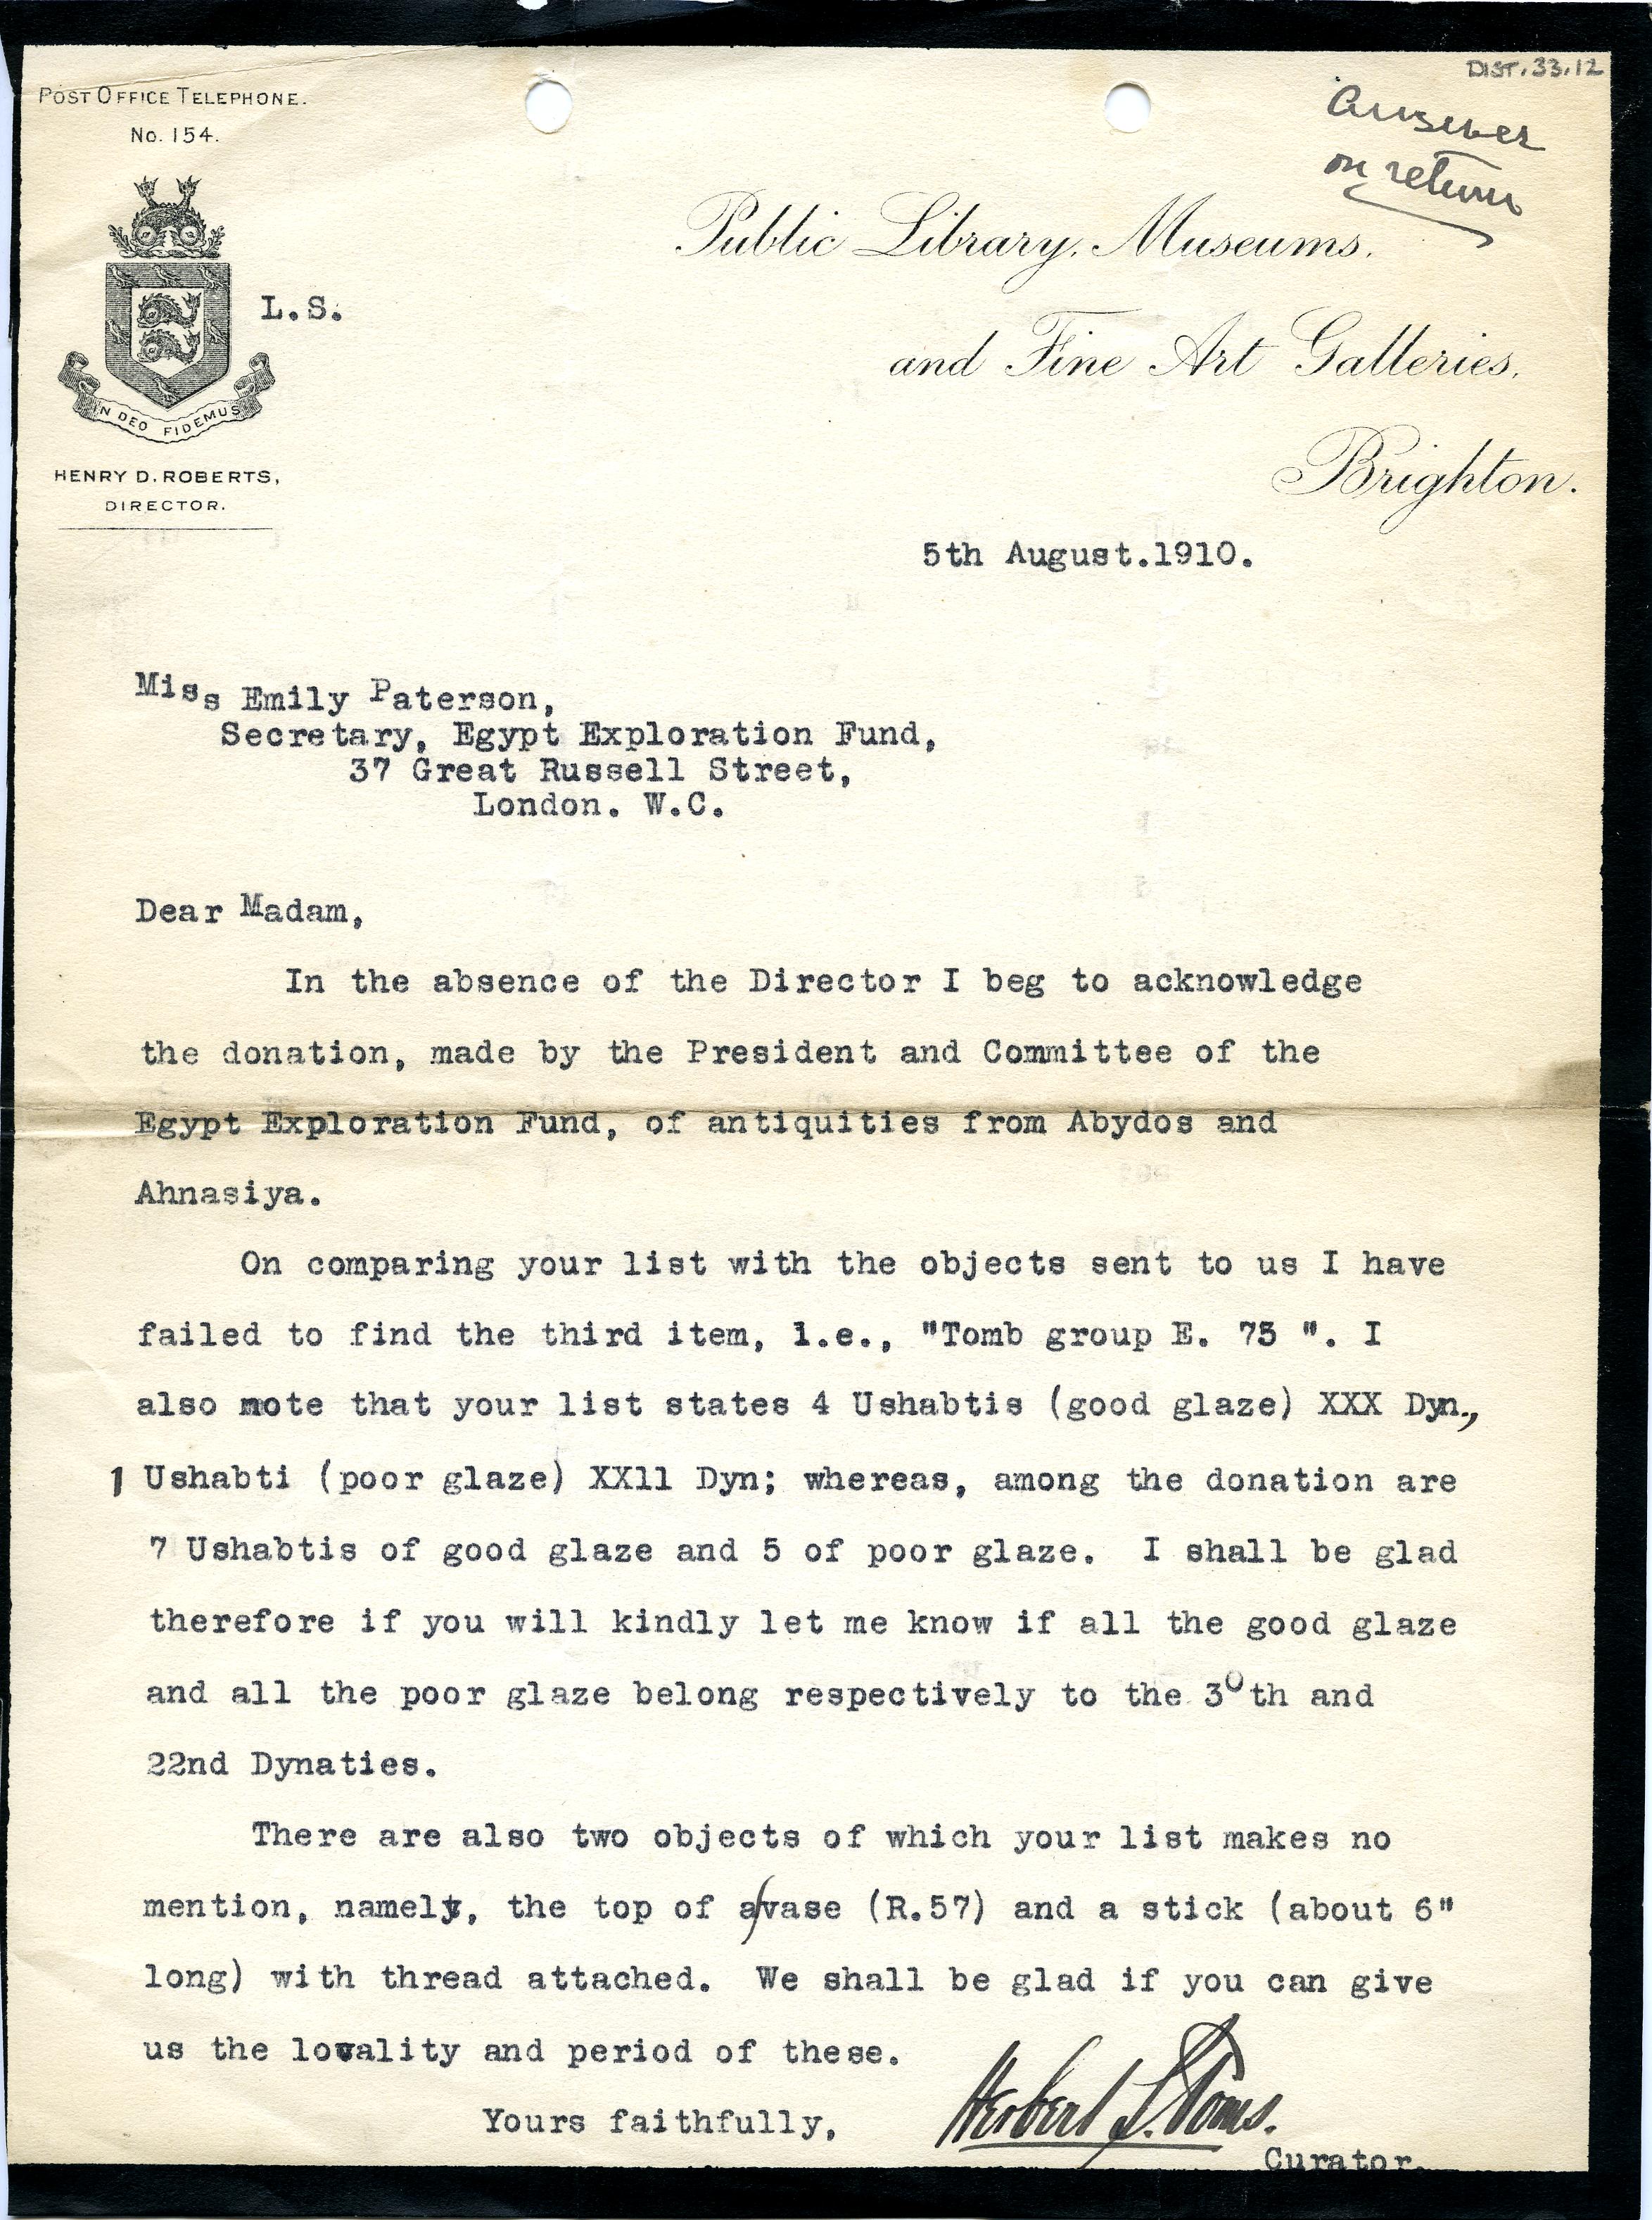 DIST.33.12
answer
on return
POST OFFICE TELEPHONE.
No. 154.
IN DEO FIDEMUS
HENRY D. ROBERTS,
DIRECTOR.
L.S.
Public Library, Museums,
and Fine Art Galleries,
Brighton.
5th August.1910.
Miss Emily Paterson,
Secretary, Egypt Exploration Fund,
37 Great Russell Street,
London. W.C.
Dear Madam,
In the absence of the Director I beg to acknowledge
the donation, made by the President and Committee of the
Egypt Exploration Fund, of antiquities from Abydos and
Ahnasiya.
On comparing your list with the objects sent to us I have
failed to find the third item, i.e., "Tomb group E. 75 ". I
also note that your list states 4 Ushabtis (good glaze) XXX Dyn.,
1 Ushabti (poor glaze) XXll Dyn; whereas, among the donation are
7 Ushabtis of good glaze and 5 of poor glaze. I shall be glad
therefore if you will kindly let me know if all the good glaze
and all the poor glaze belong respectively to the 30th and
22nd Dynaties.
There are also two objects of which your list makes no
mention, namely, the top of a/vase (R.57) and a stick (about 6"
long) with thread attached. We shall be glad if you can give
us the locality and period of these.
Yours faithfully,
Herbert S. Toms.
Curator.